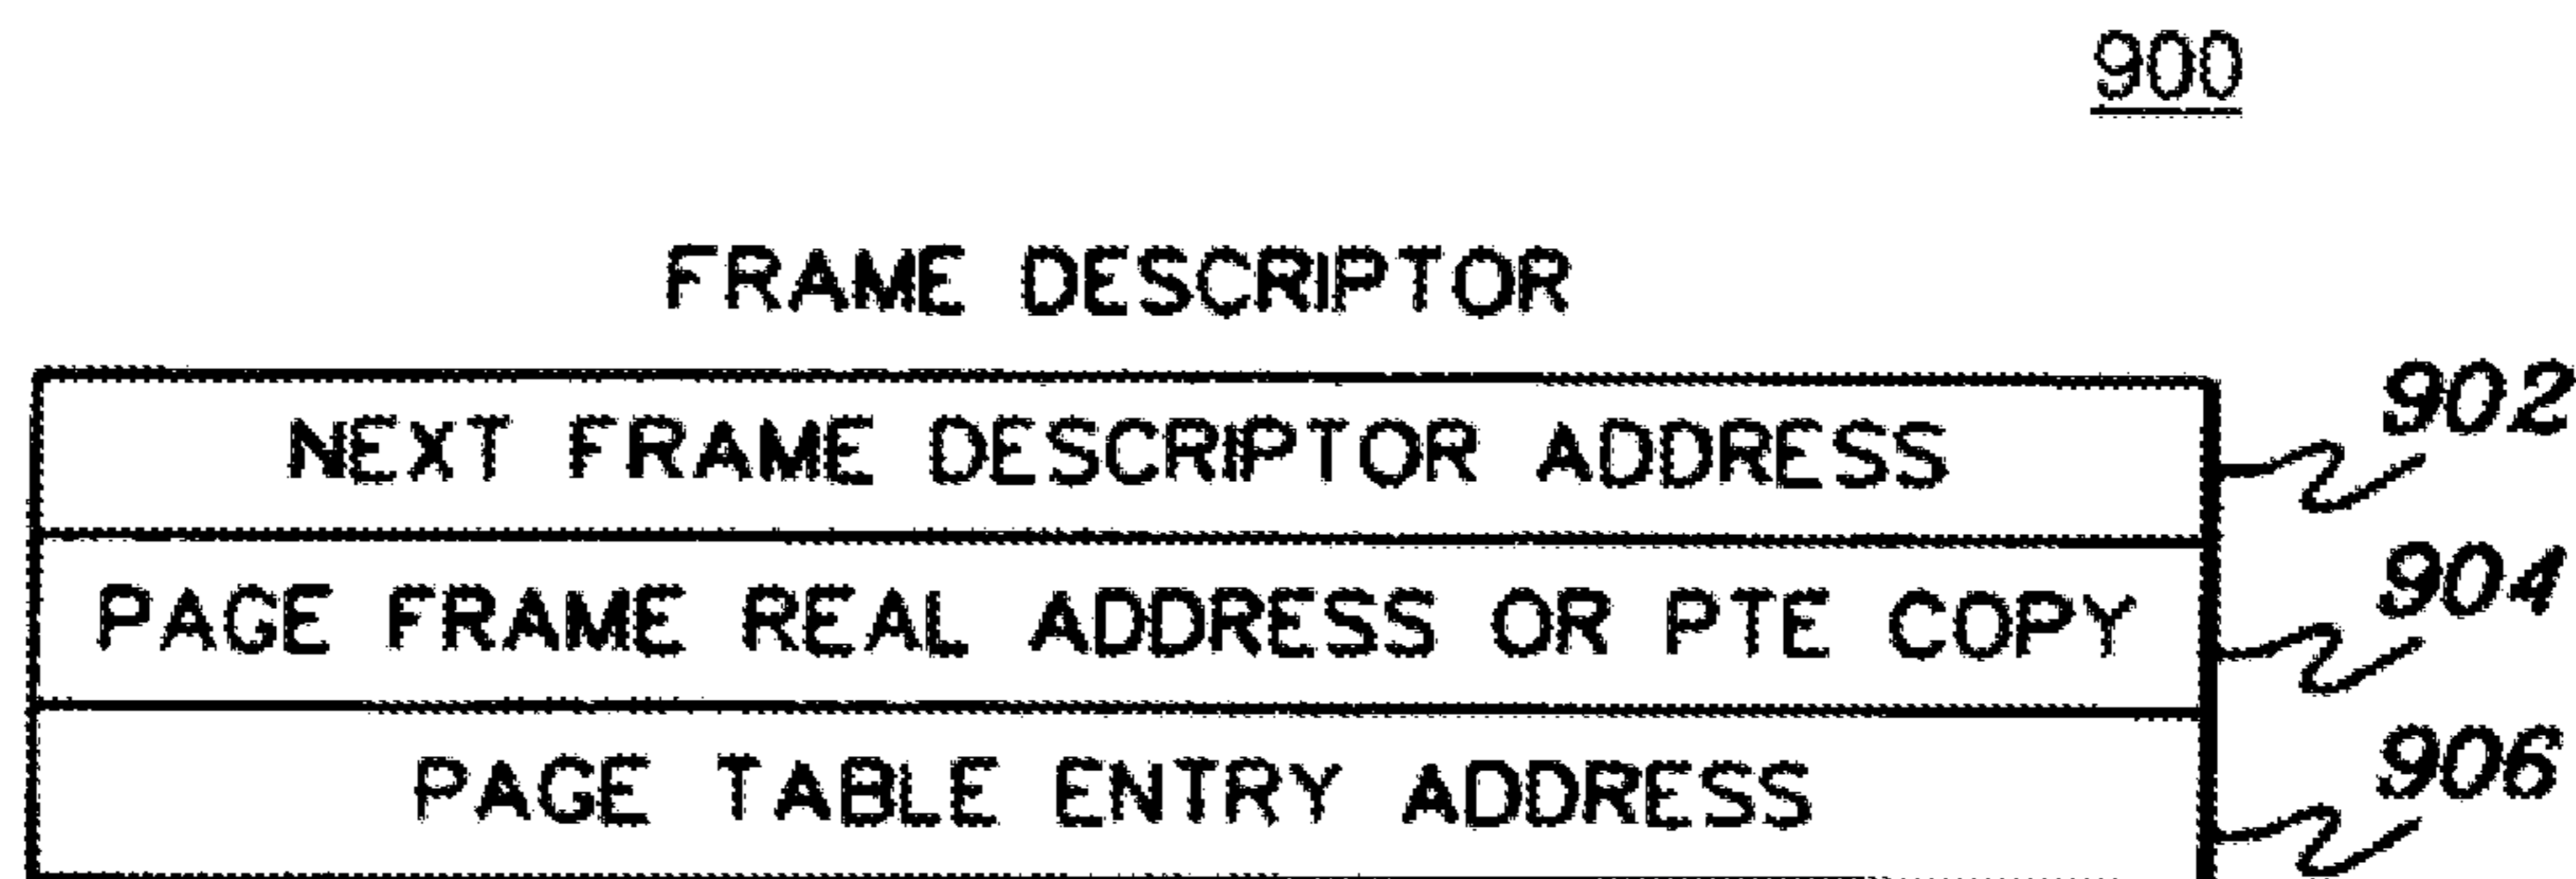 900
FRAME DESCRIPTOR
NEXT FRAME DESCRIPTOR ADDRESS 902
PAGE FRAME REAL ADDRESS OR PTE COPY 904
PAGE TABLE ENTRY ADDRESS 906